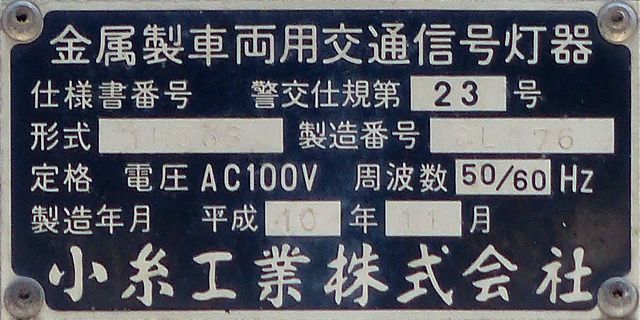 金属製車両用交通信号灯器
仕様書番号 警交仕規第 23 号
形式 製造番号 76
定格 電圧 AC100V 周波数 50/60 Hz
製造年月 平成 10 年 11 月
小糸工業株式会社